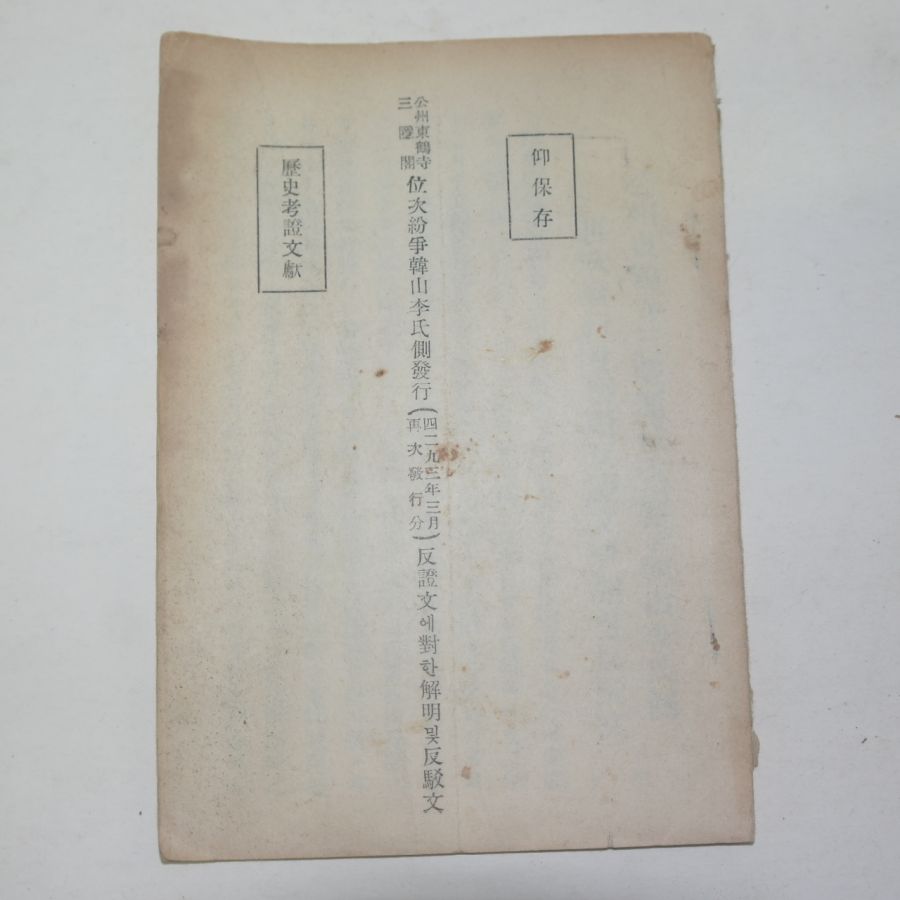 仰保存
公州東鶴寺
三隱閣
位次紛爭韓山李氏側發行(四二九三年三月再次發行分)反證文에對한解明및反駁文
歷史考證文獻